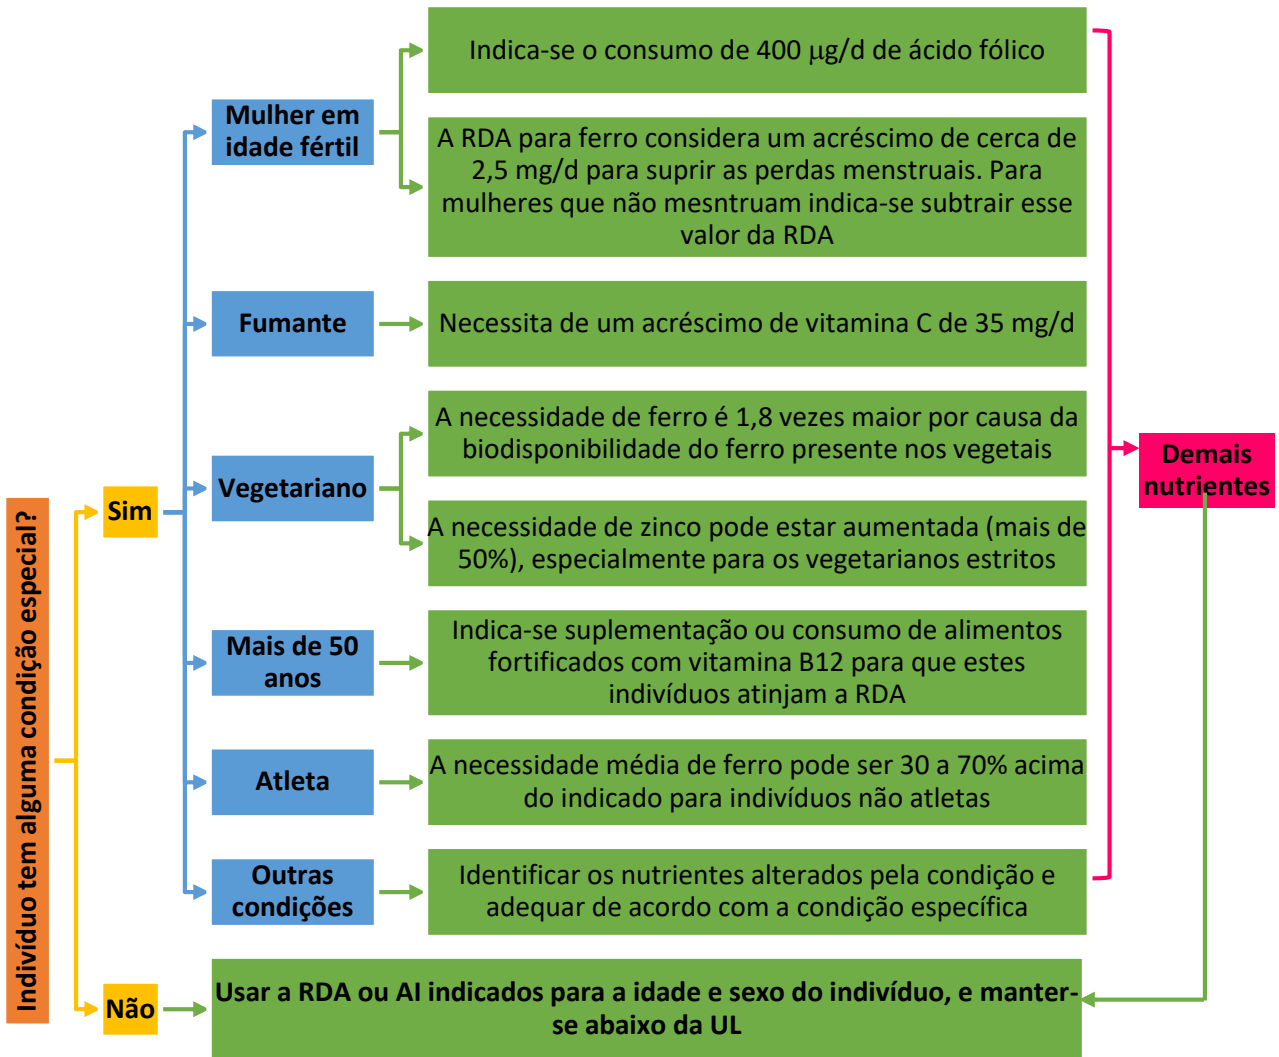 Indivíduo tem alguma condição especial?
Sim
Mulher em
idade fértil
Indica-se o consumo de 400 μg/d de ácido fólico
A RDA para ferro considera um acréscimo de cerca de
2,5 mg/d para suprir as perdas menstruais. Para
mulheres que não mesntruam indica-se subtrair esse
valor da RDA
Fumante
Necessita de um acréscimo de vitamina C de 35 mg/d
Vegetariano
A necessidade de ferro é 1,8 vezes maior por causa da
biodisponibilidade do ferro presente nos vegetais
A necessidade de zinco pode estar aumentada (mais de
50%), especialmente para os vegetarianos estritos
Mais de 50
anos
Indica-se suplementação ou consumo de alimentos
fortificados com vitamina B12 para que estes
indivíduos atinjam a RDA
Atleta
A necessidade média de ferro pode ser 30 a 70% acima
do indicado para indivíduos não atletas
Outras
condições
Identificar os nutrientes alterados pela condição e
adequar de acordo com a condição específica
Demais
nutrientes
Não
Usar a RDA ou AI indicados para a idade e sexo do indivíduo, e manter-
se abaixo da UL